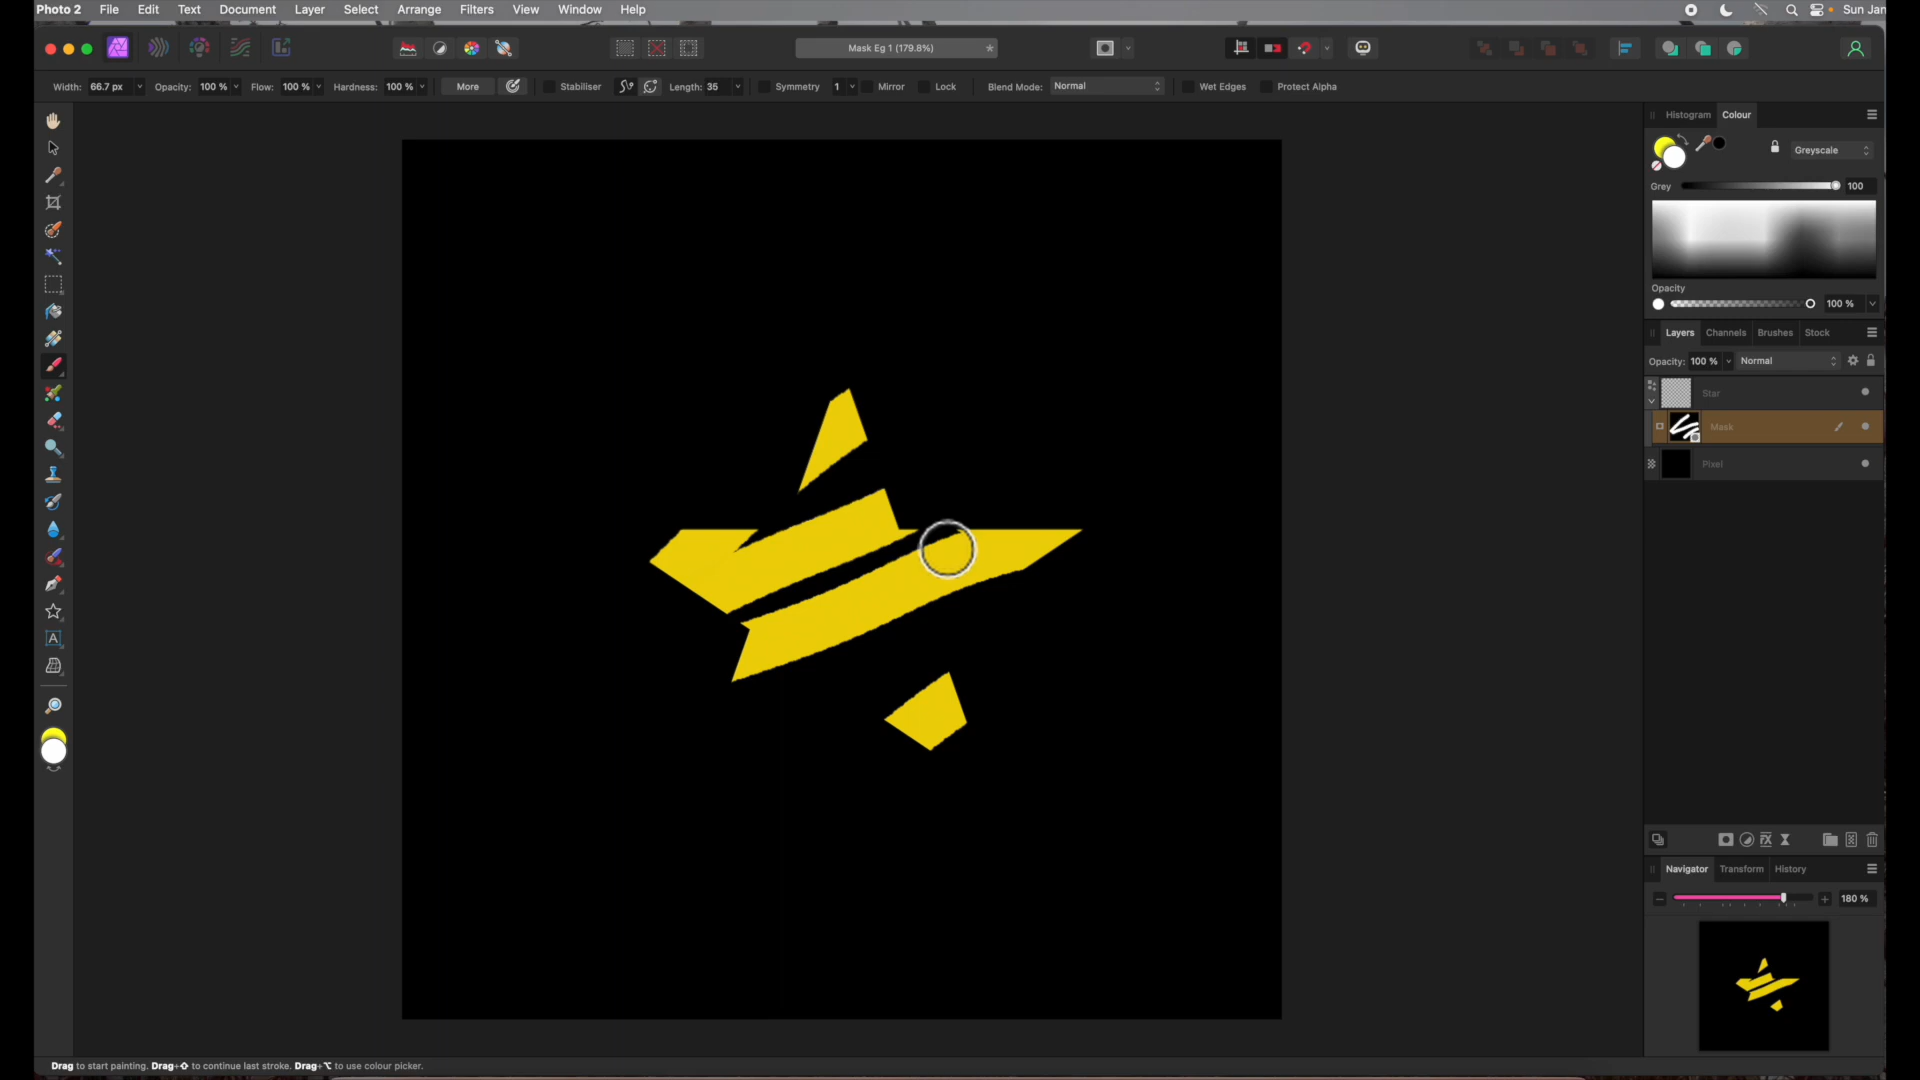 Photo 2 File Edit Text Document Layer Select Arrange Filters View Window Help Sun Jan
Mask Eg 1 (179.8%) *
Width: 66.7 px Opacity: 100 % Flow: 100 % Hardness: 100 % More Stabiliser Length: 35 Symmetry 1 Mirror Lock Blend Mode: Normal Wet Edges Protect Alpha
Histogram Colour
Greyscale
Grey 100
Opacity
100 %
Layers Channels Brushes Stock
Opacity: 100 % Normal
Star
Mask
Pixel
FX
A
Navigator Transform History
180 %
Drag to start painting. Drag+⇧ to continue last stroke. Drag+⌥ to use colour picker.